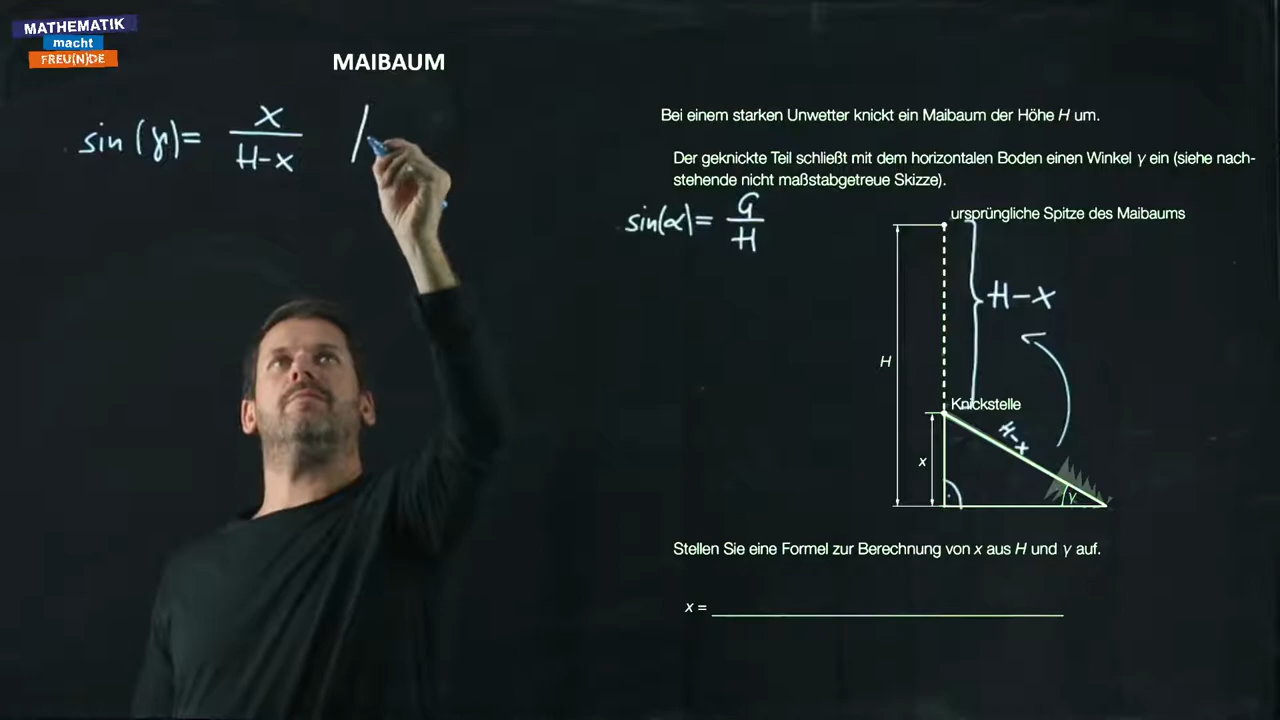 MATHEMATIK
macht
FREU(N)DE
MAIBAUM
sin(γ)= x/(H-x) /
Bei einem starken Unwetter knickt ein Maibaum der Höhe H um.
Der geknickte Teil schließt mit dem horizontalen Boden einen Winkel γ ein (siehe nach-
stehende nicht maßstabgetreue Skizze).
sin(α)= G/H
ursprüngliche Spitze des Maibaums
H-x
H
Knickstelle
H-x
x
γ
Stellen Sie eine Formel zur Berechnung von x aus H und γ auf.
x =